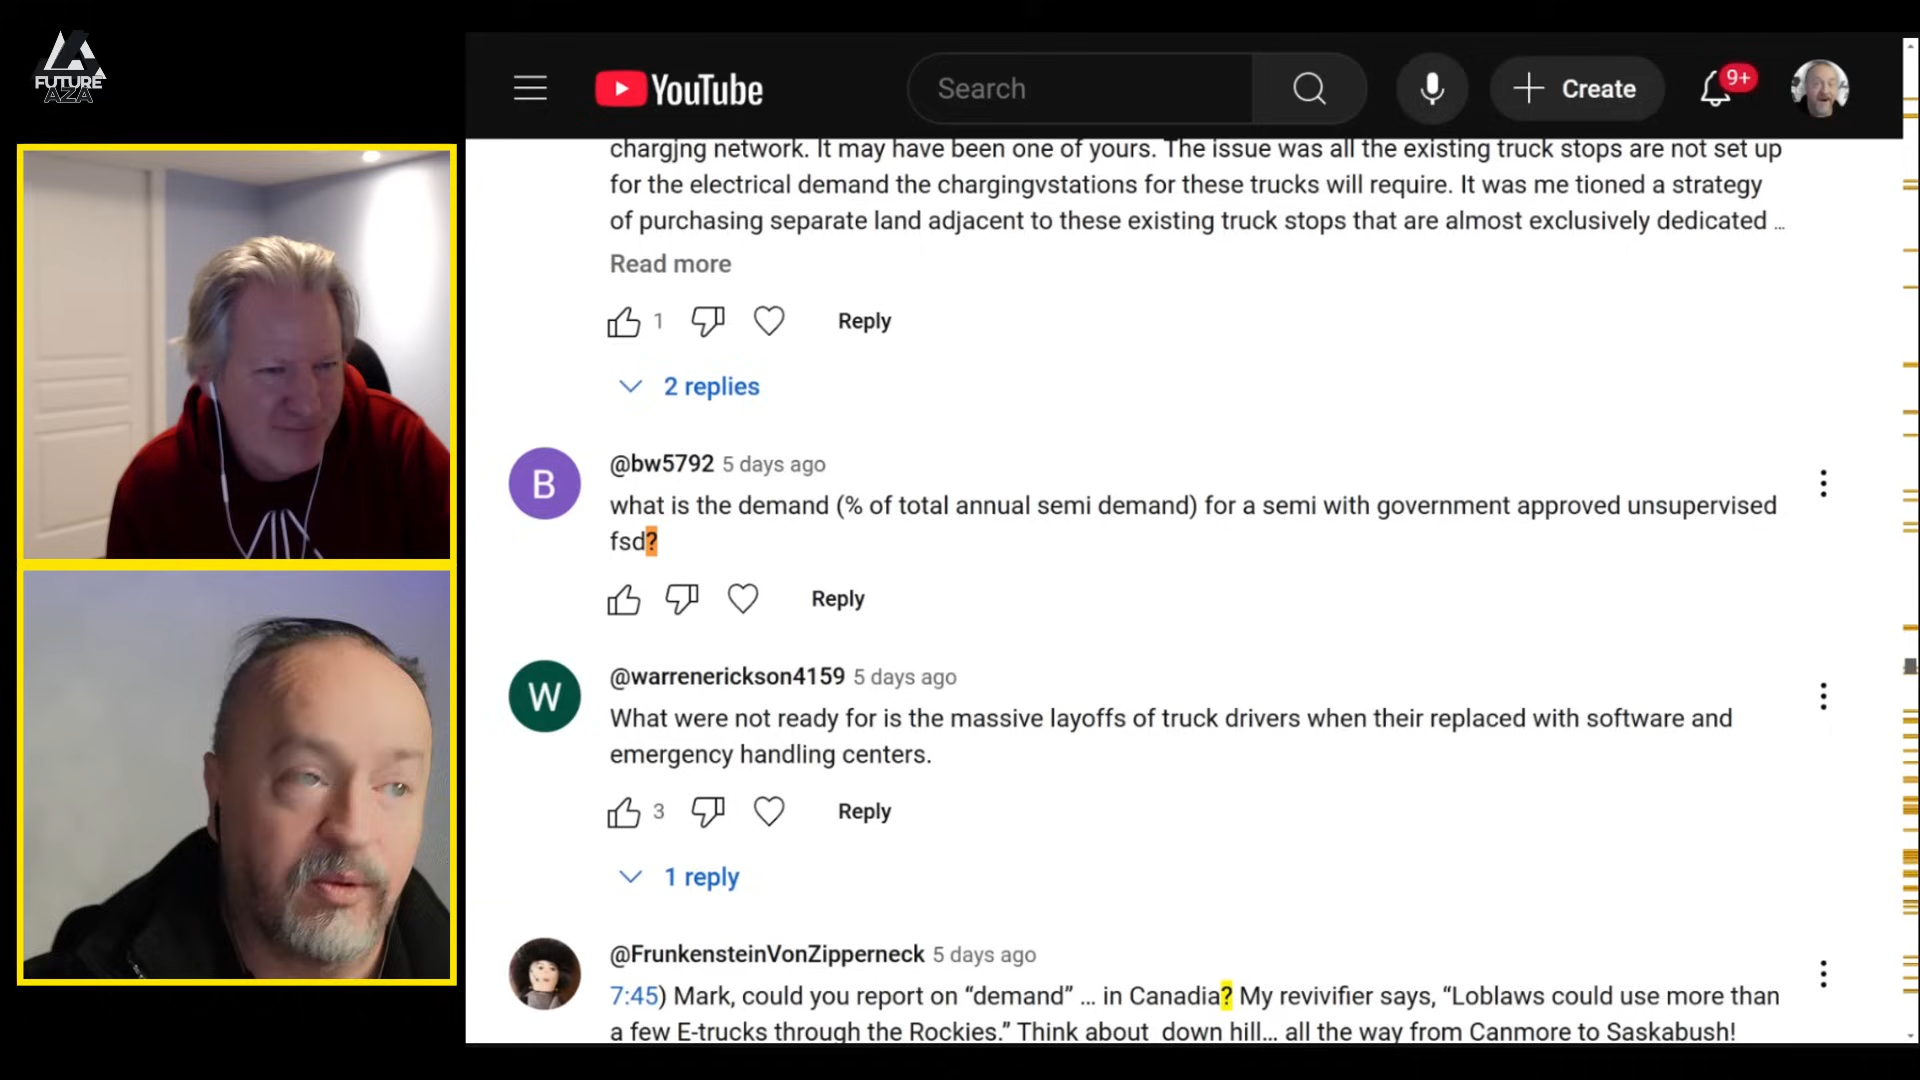 FUTURE
AZA
YouTube
Search
Create
9+
chargjng network. It may have been one of yours. The issue was all the existing truck stops are not set up
for the electrical demand the chargingvstations for these trucks will require. It was me tioned a strategy
of purchasing separate land adjacent to these existing truck stops that are almost exclusively dedicated ...
Read more
1
Reply
2 replies
B
@bw5792 5 days ago
what is the demand (% of total annual semi demand) for a semi with government approved unsupervised
fsd?
Reply
W
@warrenerickson4159 5 days ago
What were not ready for is the massive layoffs of truck drivers when their replaced with software and
emergency handling centers.
3
Reply
1 reply
@FrunkensteinVonZipperneck 5 days ago
7:45) Mark, could you report on “demand” ... in Canadia? My revivifier says, “Loblaws could use more than
a few E-trucks through the Rockies.” Think about down hill... all the way from Canmore to Saskabush!